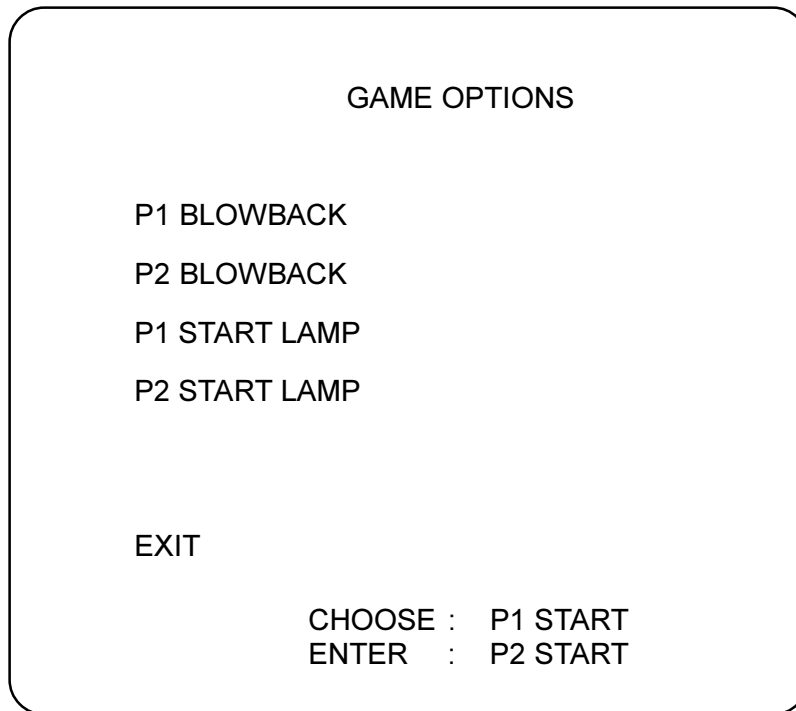 GAME OPTIONS
P1 BLOWBACK
P2 BLOWBACK
P1 START LAMP
P2 START LAMP
EXIT
CHOOSE : P1 START
ENTER : P2 START